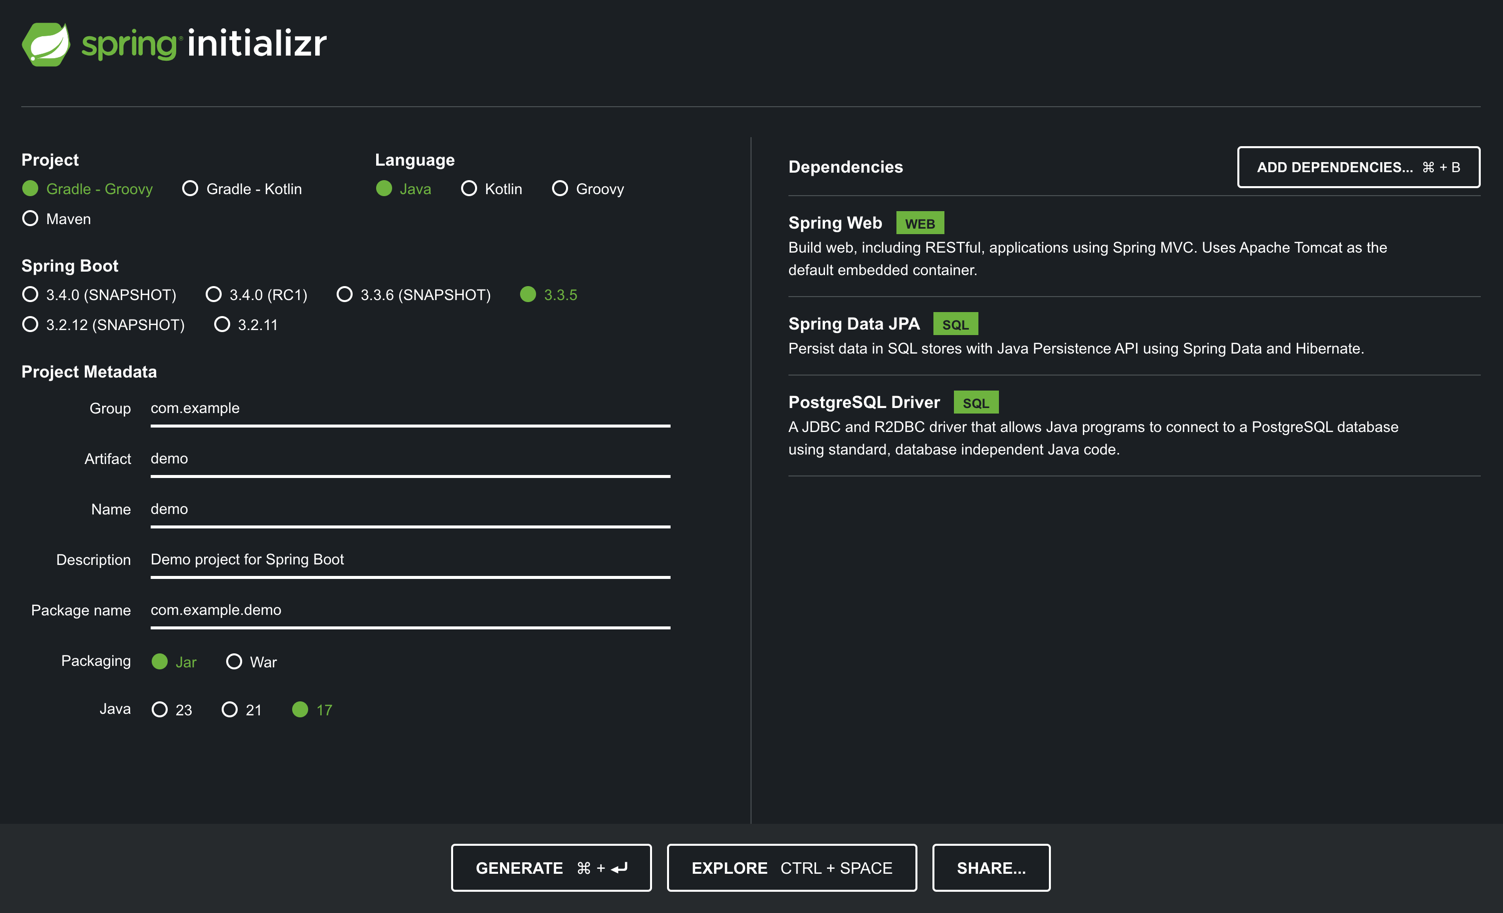 spring initializr
Project
Gradle - Groovy Gradle - Kotlin
Maven
Language
Java Kotlin Groovy
Spring Boot
3.4.0 (SNAPSHOT) 3.4.0 (RC1) 3.3.6 (SNAPSHOT) 3.3.5
3.2.12 (SNAPSHOT) 3.2.11
Project Metadata
Group com.example
Artifact demo
Name demo
Description Demo project for Spring Boot
Package name com.example.demo
Packaging Jar War
Java 23 21 17
Dependencies
ADD DEPENDENCIES... ⌘ + B
Spring Web WEB
Build web, including RESTful, applications using Spring MVC. Uses Apache Tomcat as the
default embedded container.
Spring Data JPA SQL
Persist data in SQL stores with Java Persistence API using Spring Data and Hibernate.
PostgreSQL Driver SQL
A JDBC and R2DBC driver that allows Java programs to connect to a PostgreSQL database
using standard, database independent Java code.
GENERATE ⌘ + ⏎
EXPLORE CTRL + SPACE
SHARE...